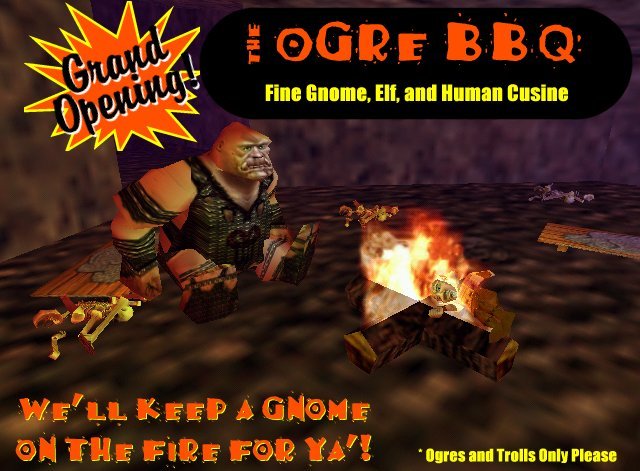 Grand
Opening!
THE OGRE BBQ
Fine Gnome, Elf, and Human Cusine
WE'LL KEEP A GNOME
ON THE FIRE FOR YA'!
* Ogres and Trolls Only Please